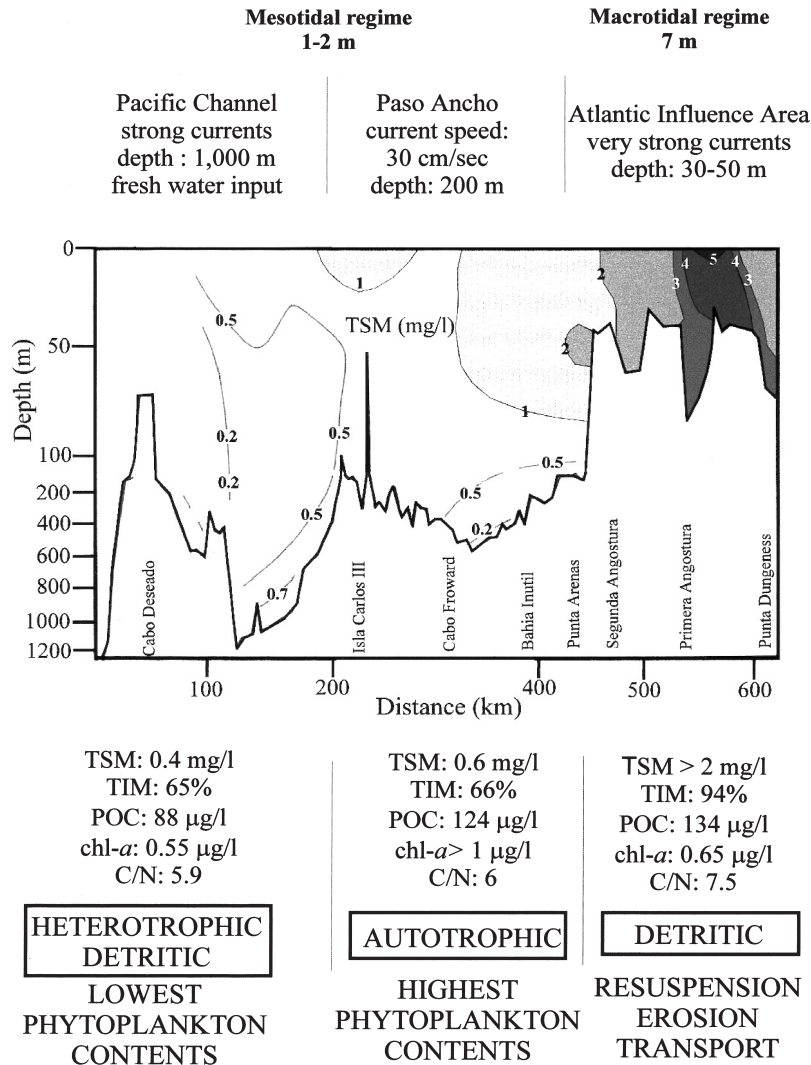 Mesotidal regime
1-2 m
Macrotidal regime
7 m
Pacific Channel
strong currents
depth : 1,000 m
fresh water input
Paso Ancho
current speed:
30 cm/sec
depth: 200 m
Atlantic Influence Area
very strong currents
depth: 30-50 m
Depth (m)
0
50
100
200
400
600
800
1000
1200
TSM (mg/l)
0.5
0.2
0.2
0.5
0.5
0.7
1
1
0.5
0.5
0.2
2
2
3
4
5
4
3
Cabo Deseado
Isla Carlos III
Cabo Froward
Bahia Inutil
Punta Arenas
Segunda Angostura
Primera Angostura
Punta Dungeness
100
200
400
500
600
Distance (km)
TSM: 0.4 mg/l
TIM: 65%
POC: 88 µg/l
chl-a: 0.55 µg/l
C/N: 5.9
HETEROTROPHIC
DETRITIC
LOWEST
PHYTOPLANKTON
CONTENTS
TSM: 0.6 mg/l
TIM: 66%
POC: 124 µg/l
chl-a> 1 µg/l
C/N: 6
AUTOTROPHIC
HIGHEST
PHYTOPLANKTON
CONTENTS
TSM > 2 mg/l
TIM: 94%
POC: 134 µg/l
chl-a: 0.65 µg/l
C/N: 7.5
DETRITIC
RESUSPENSION
EROSION
TRANSPORT